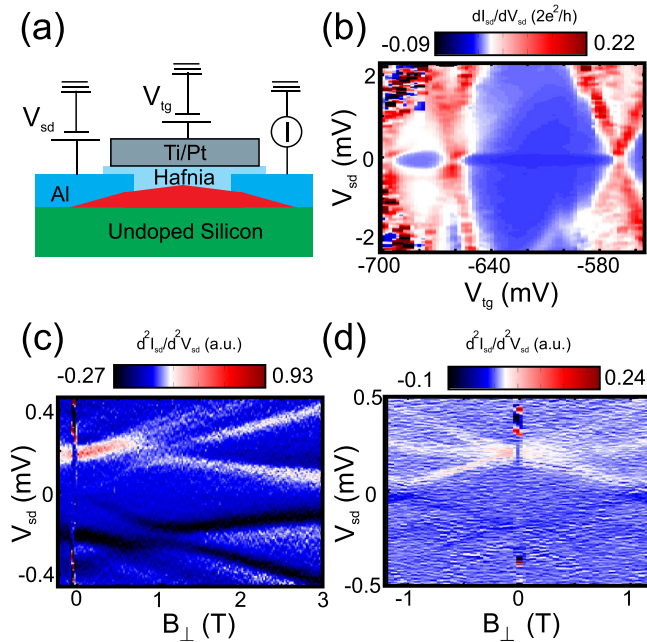 (a)
V_sd
V_tg
I
Ti/Pt
Hafnia
Al
Undoped Silicon
(b)
dI_sd/dV_sd (2e²/h)
-0.09 0.22
V_sd (mV)
2
0
-2
-700 -640 -580
V_tg (mV)
(c)
d²I_sd/d²V_sd (a.u.)
-0.27 0.93
V_sd (mV)
0.4
0
-0.4
0 1 2 3
B_⊥ (T)
(d)
d²I_sd/d²V_sd (a.u.)
-0.1 0.24
V_sd (mV)
0.5
0
-0.5
-1 0 1
B_⊥ (T)